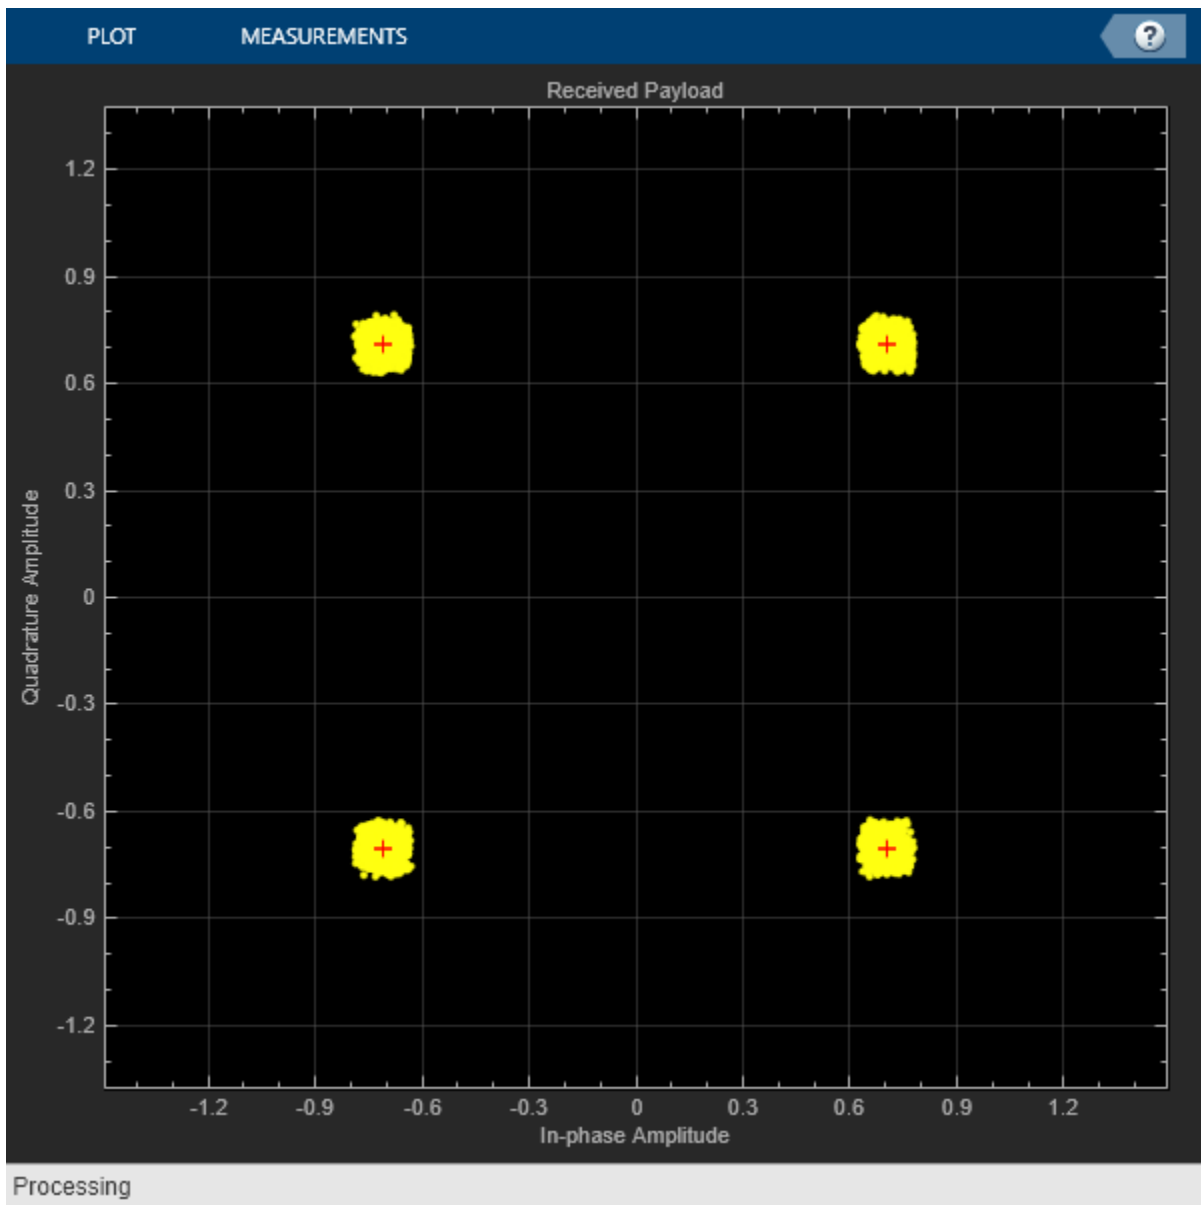 PLOT MEASUREMENTS ?
Received Payload
1.2
0.9
0.6
0.3
0
-0.3
-0.6
-0.9
-1.2
Quadrature Amplitude
-1.2 -0.9 -0.6 -0.3 0 0.3 0.6 0.9 1.2
In-phase Amplitude
Processing